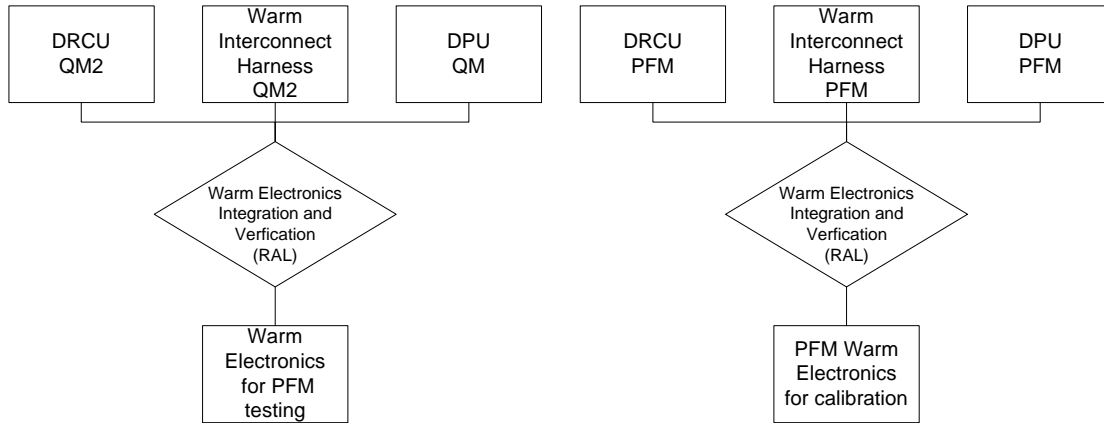 DRCU
QM2
Warm
Interconnect
Harness
QM2
DPU
QM
DRCU
PFM
Warm
Interconnect
Harness
PFM
DPU
PFM
Warm Electronics
Integration and
Verfication
(RAL)
Warm Electronics
Integration and
Verfication
(RAL)
Warm
Electronics
for PFM
testing
PFM Warm
Electronics
for calibration